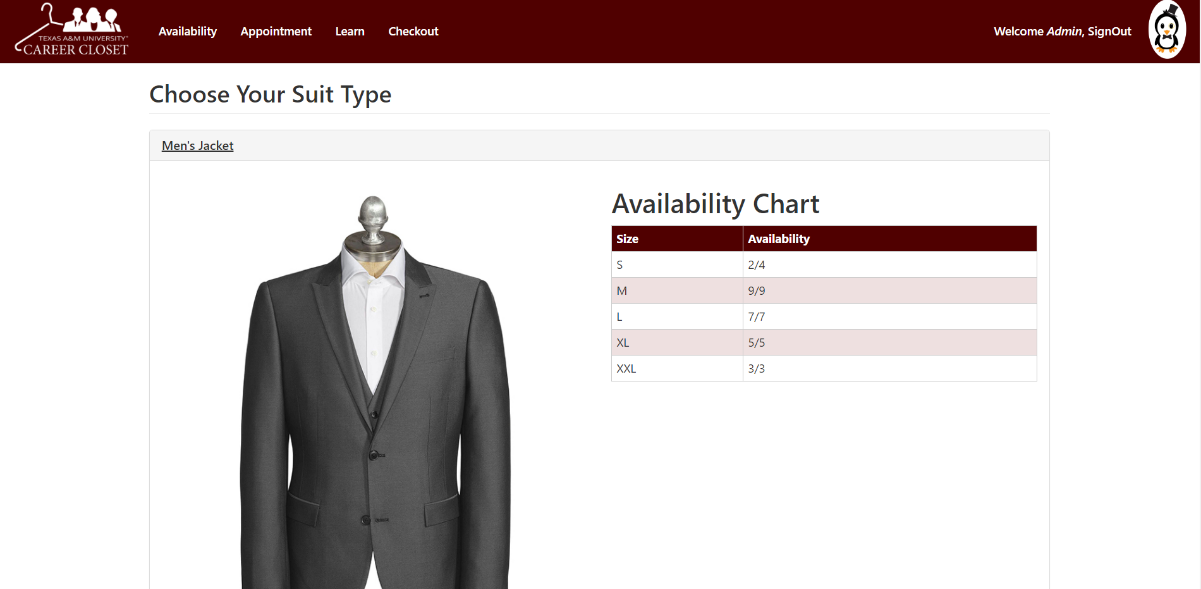 TEXAS A&M UNIVERSITY
CAREER CLOSET
Availability Appointment Learn Checkout
Welcome Admin, SignOut
Choose Your Suit Type
Men's Jacket
Availability Chart
Size Availability
S 2/4
M 9/9
L 7/7
XL 5/5
XXL 3/3